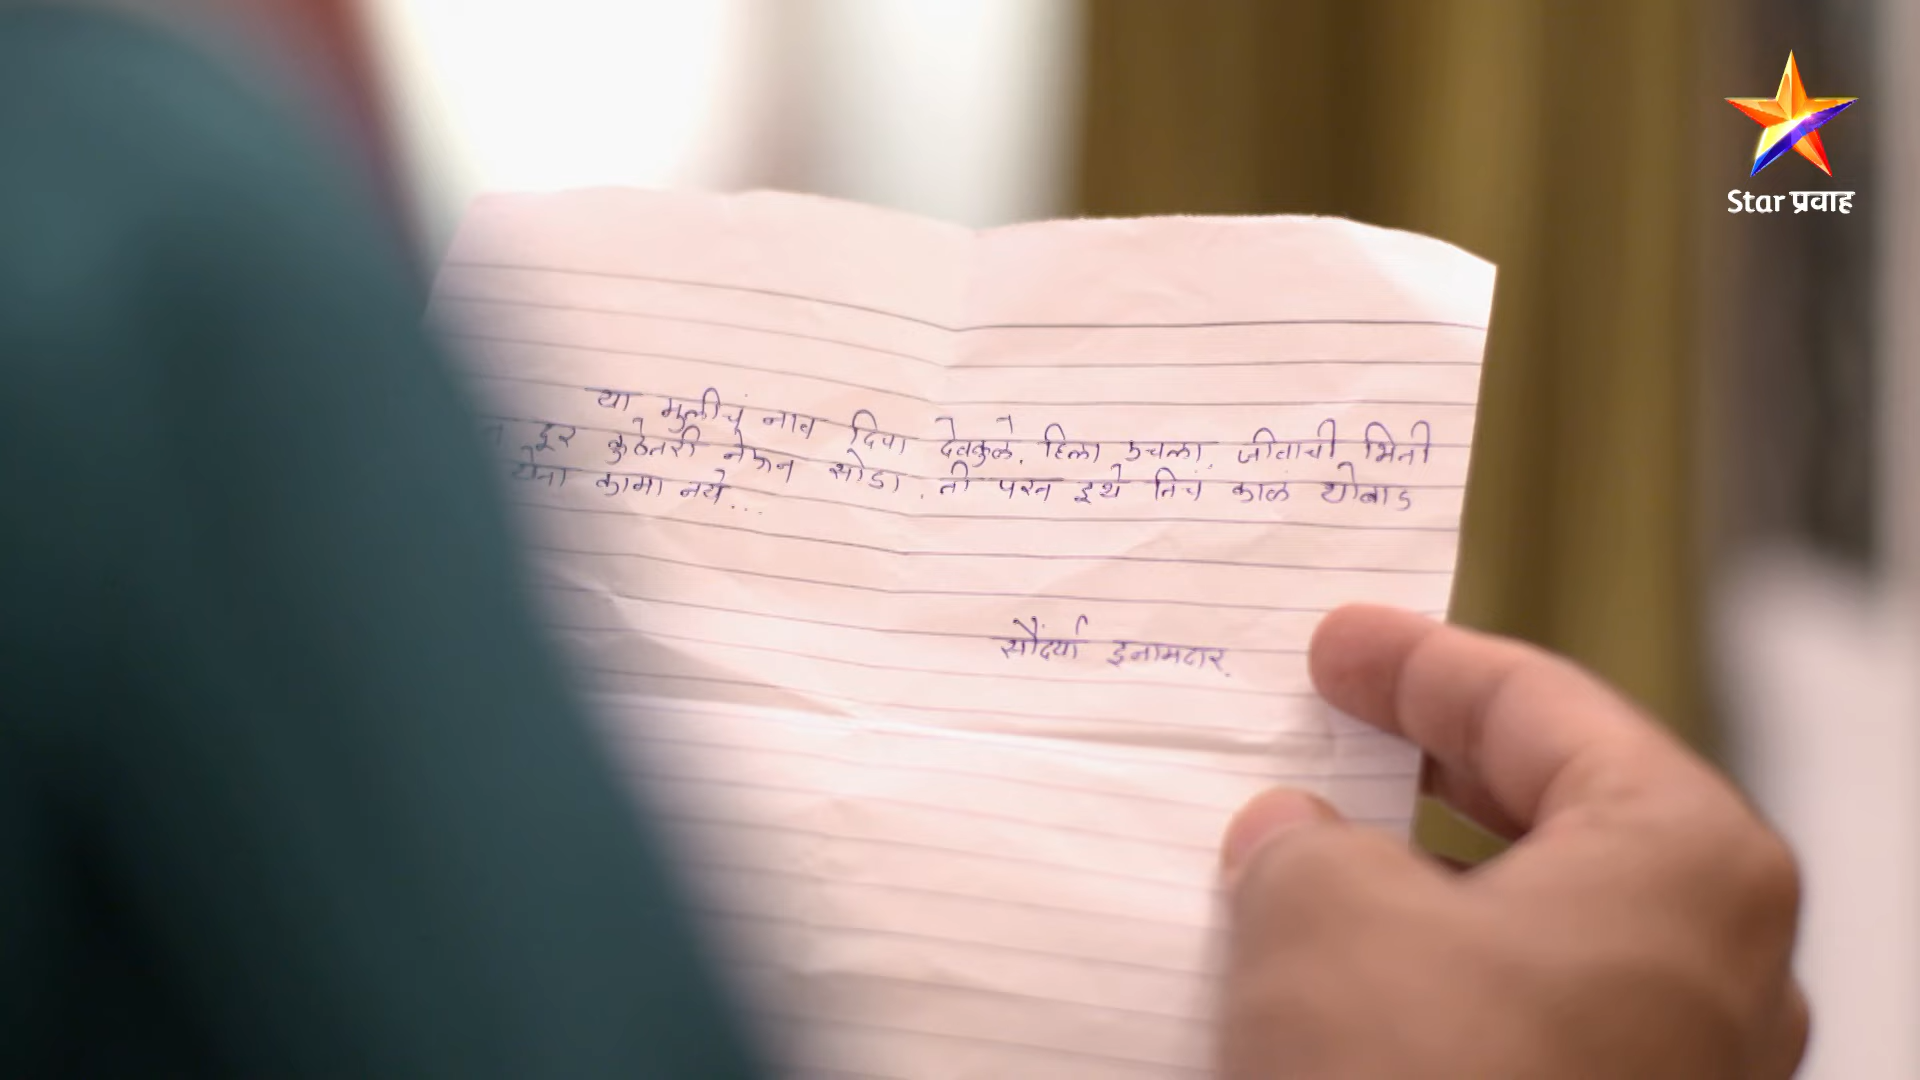 या मुलीचं नाव दिपा देवकुळे. हिला उचला. जीवाची भिती
दूर कुठेतरी नेऊन सोडा. ती परत इथे तिचं काळं थोबाड
येता कामा नये...
सौंदर्या इनामदार.
Star प्रवाह